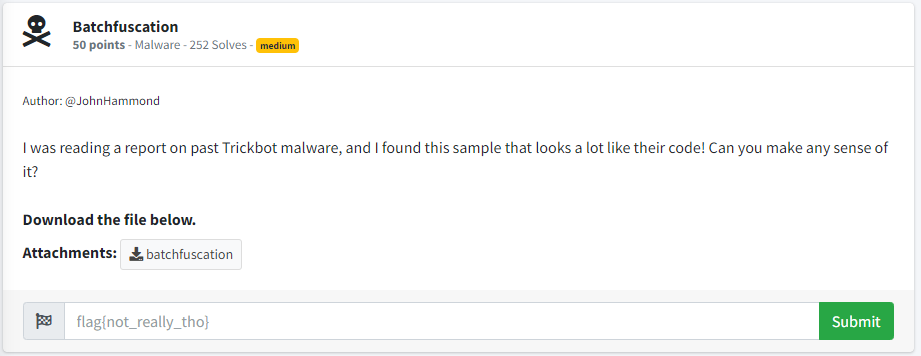 Batchfuscation
50 points - Malware - 252 Solves - medium
Author: @JohnHammond
I was reading a report on past Trickbot malware, and I found this sample that looks a lot like their code! Can you make any sense of
it?
Download the file below.
Attachments: batchfuscation
flag{not_really_tho} Submit